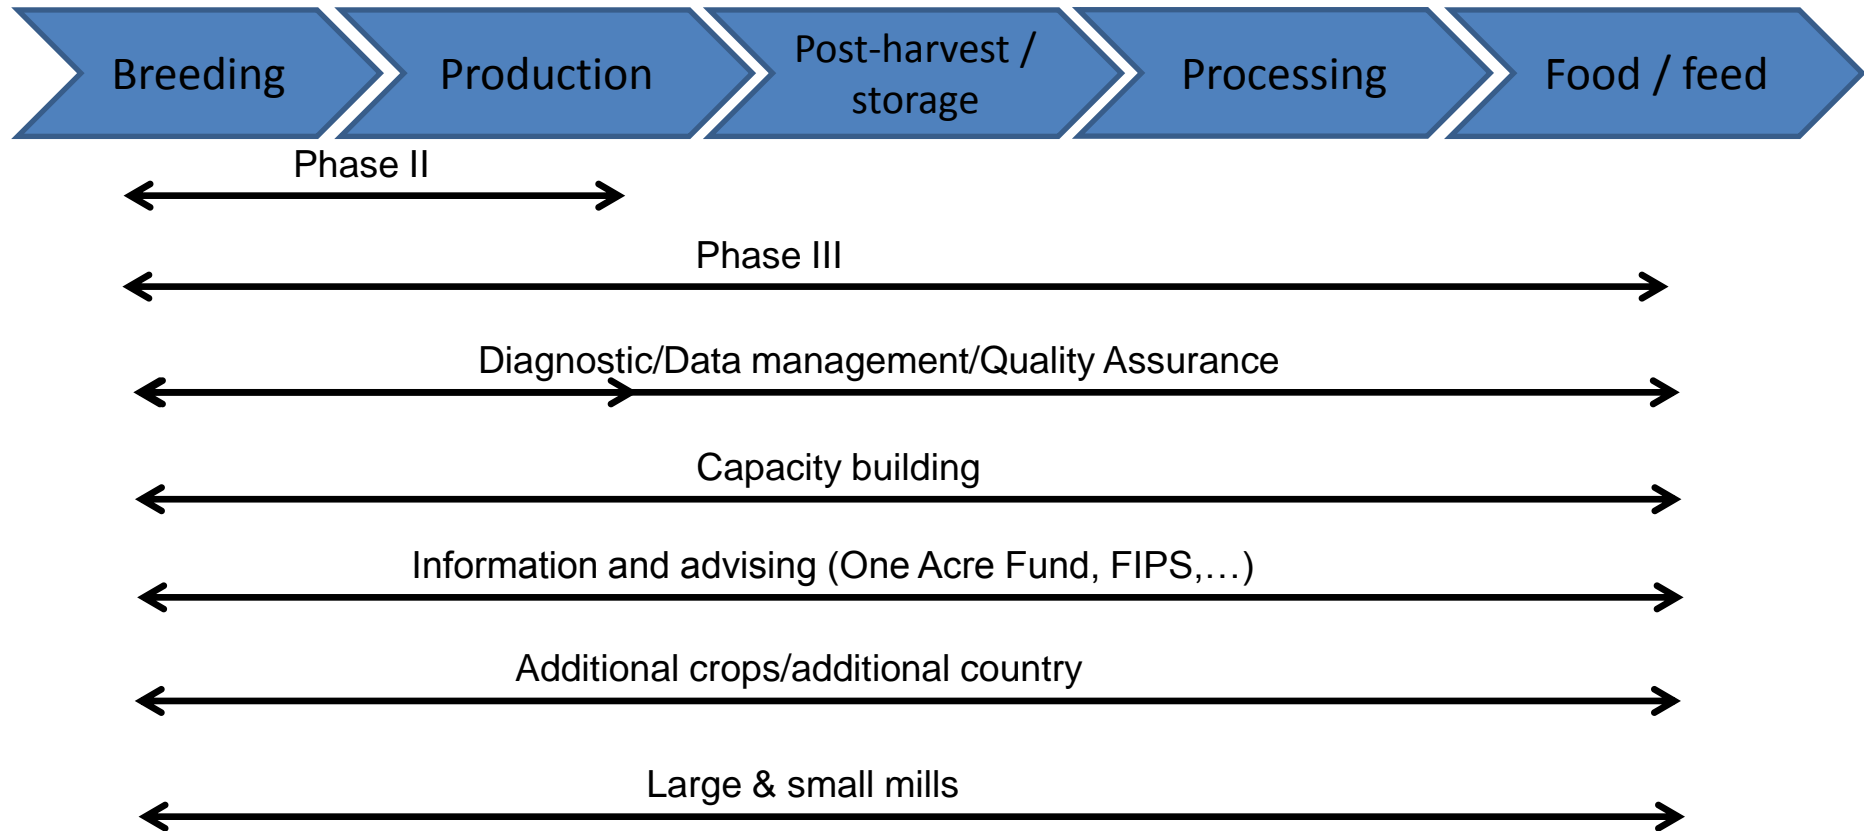 Breeding
Production
Post-harvest /
storage
Processing
Food / feed
Phase II
Phase III
Diagnostic/Data management/Quality Assurance
Capacity building
Information and advising (One Acre Fund, FIPS,…)
Additional crops/additional country
Large & small mills